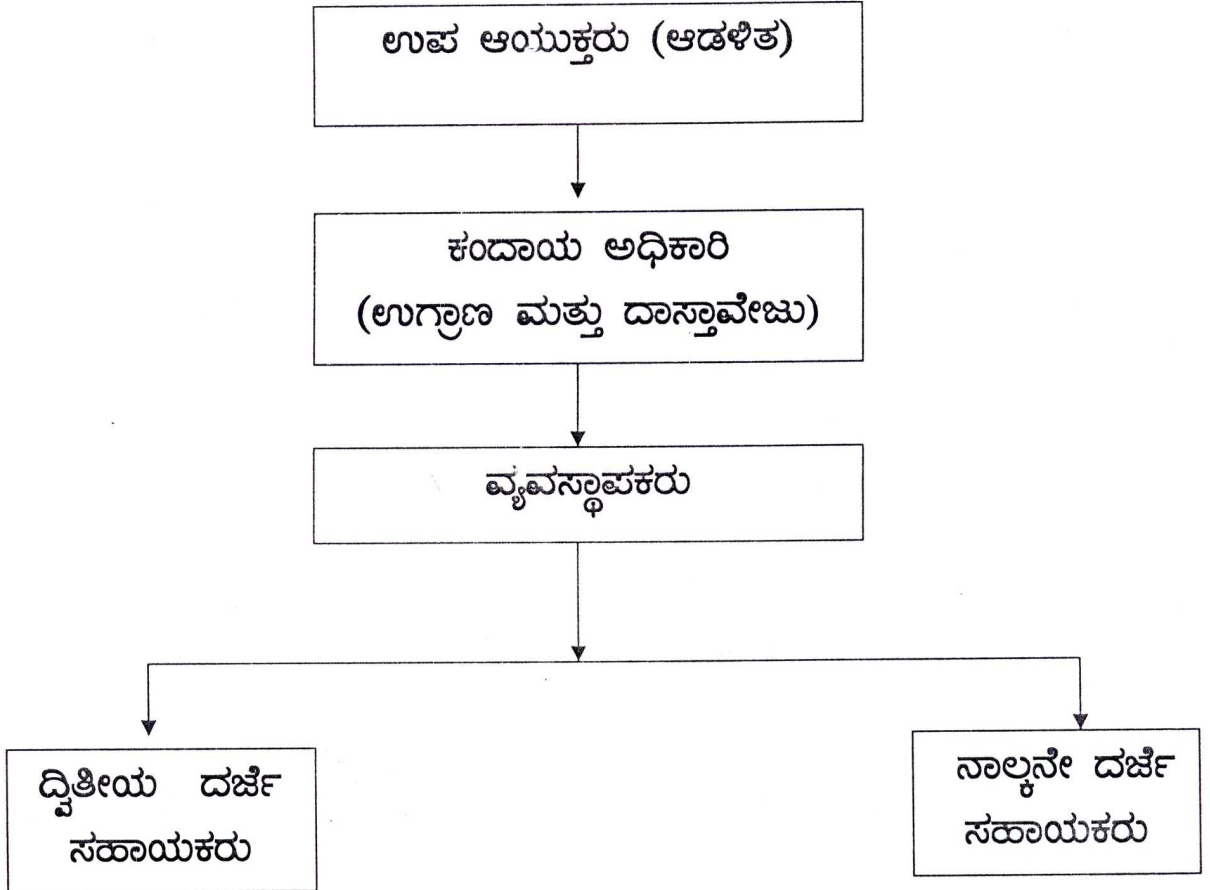 ಉಪ ಆಯುಕ್ತರು (ಆಡಳಿತ)
ಕಂದಾಯ ಅಧಿಕಾರಿ
(ಉಗ್ರಾಣ ಮತ್ತು ದಾಸ್ತಾವೇಜು)
ವ್ಯವಸ್ಥಾಪಕರು
ದ್ವಿತೀಯ ದರ್ಜೆ
ಸಹಾಯಕರು
ನಾಲ್ಕನೇ ದರ್ಜೆ
ಸಹಾಯಕರು